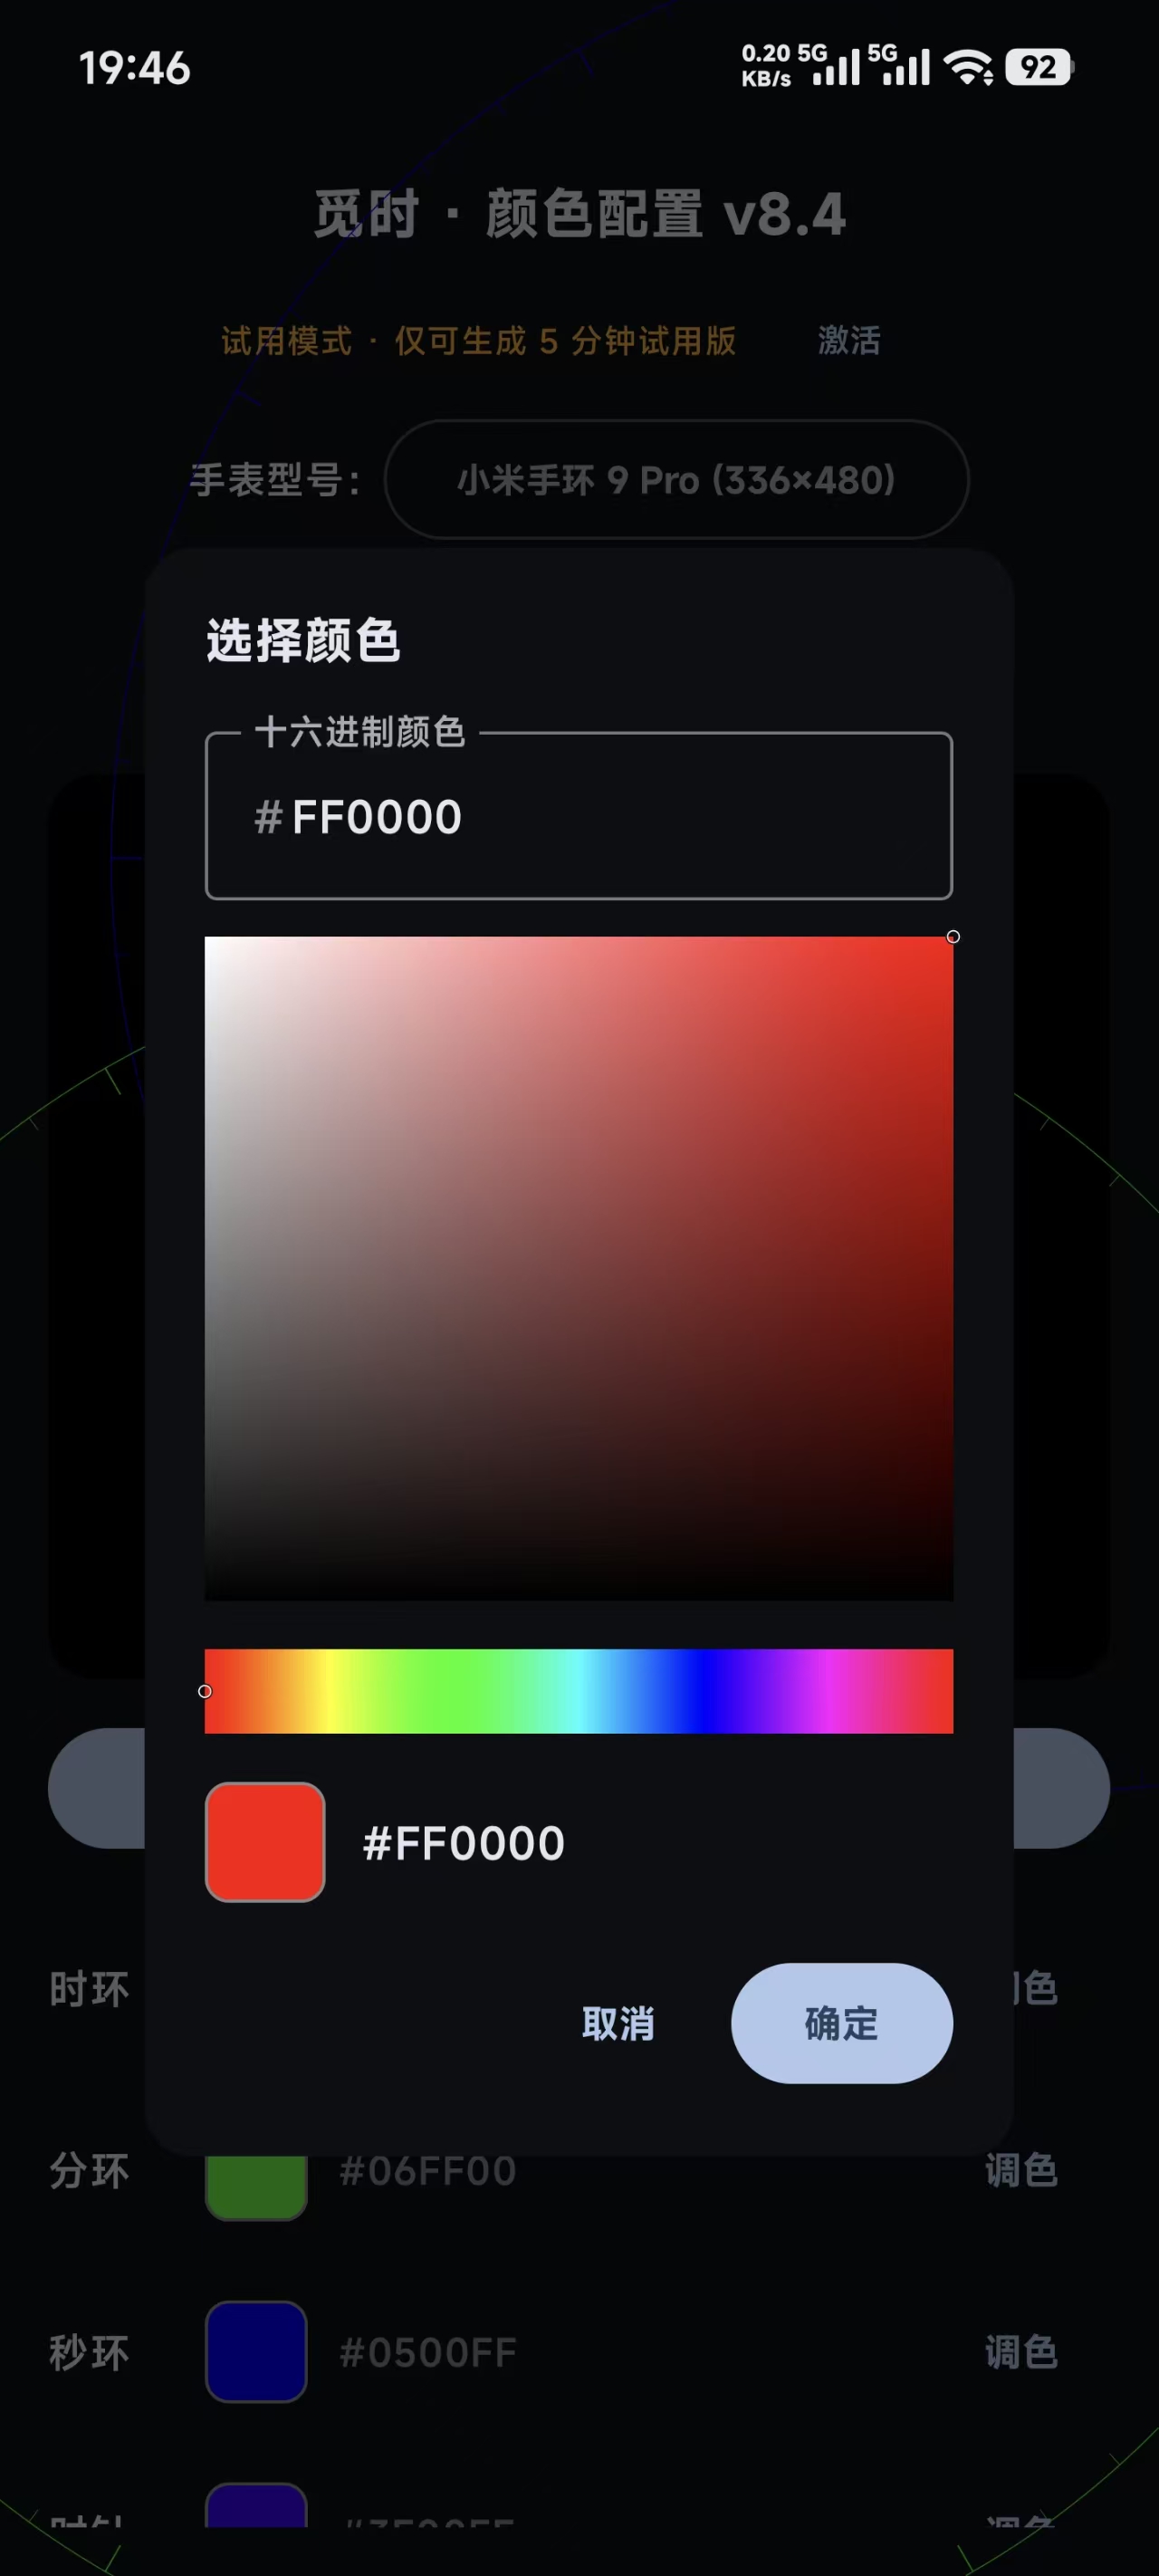 19:46
0.20 KB/s 5G 5G 92
觅时 · 颜色配置 v8.4
试用模式 · 仅可生成 5 分钟试用版 激活
手表型号： 小米手环 9 Pro (336×480)
选择颜色
十六进制颜色
# FF0000
#FF0000
取消 确定
时环 色
分环 #06FF00 调色
秒环 #0500FF 调色